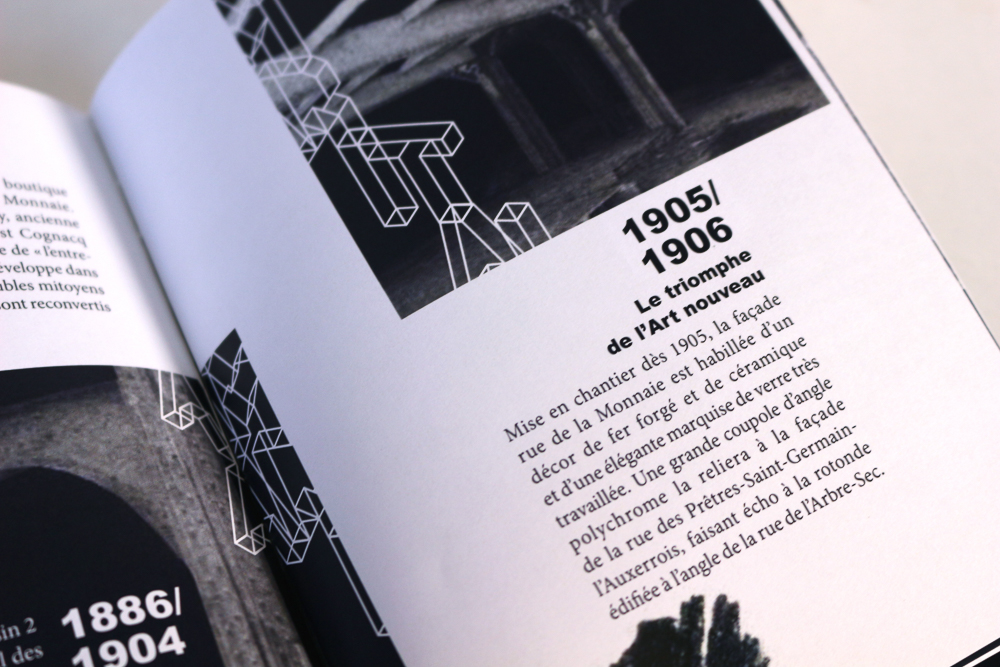 boutique
Monnaie,
ancienne
Cognacq
e de « l'entre-
éveloppe dans
bles mitoyens
ont reconvertis
sin 2
l des
1886/
1904
1905/
1906
Le triomphe
de l'Art nouveau
Mise en chantier dès 1905, la façade
rue de la Monnaie est habillée d'un
décor de fer forgé et de céramique
et d'une élégante marquise de verre très
travaillée. Une grande coupole d'angle
polychrome la reliera à la façade
de la rue des Prêtres-Saint-Germain-
l'Auxerrois, faisant écho à la rotonde
édifiée à l'angle de la rue de l'Arbre-Sec.